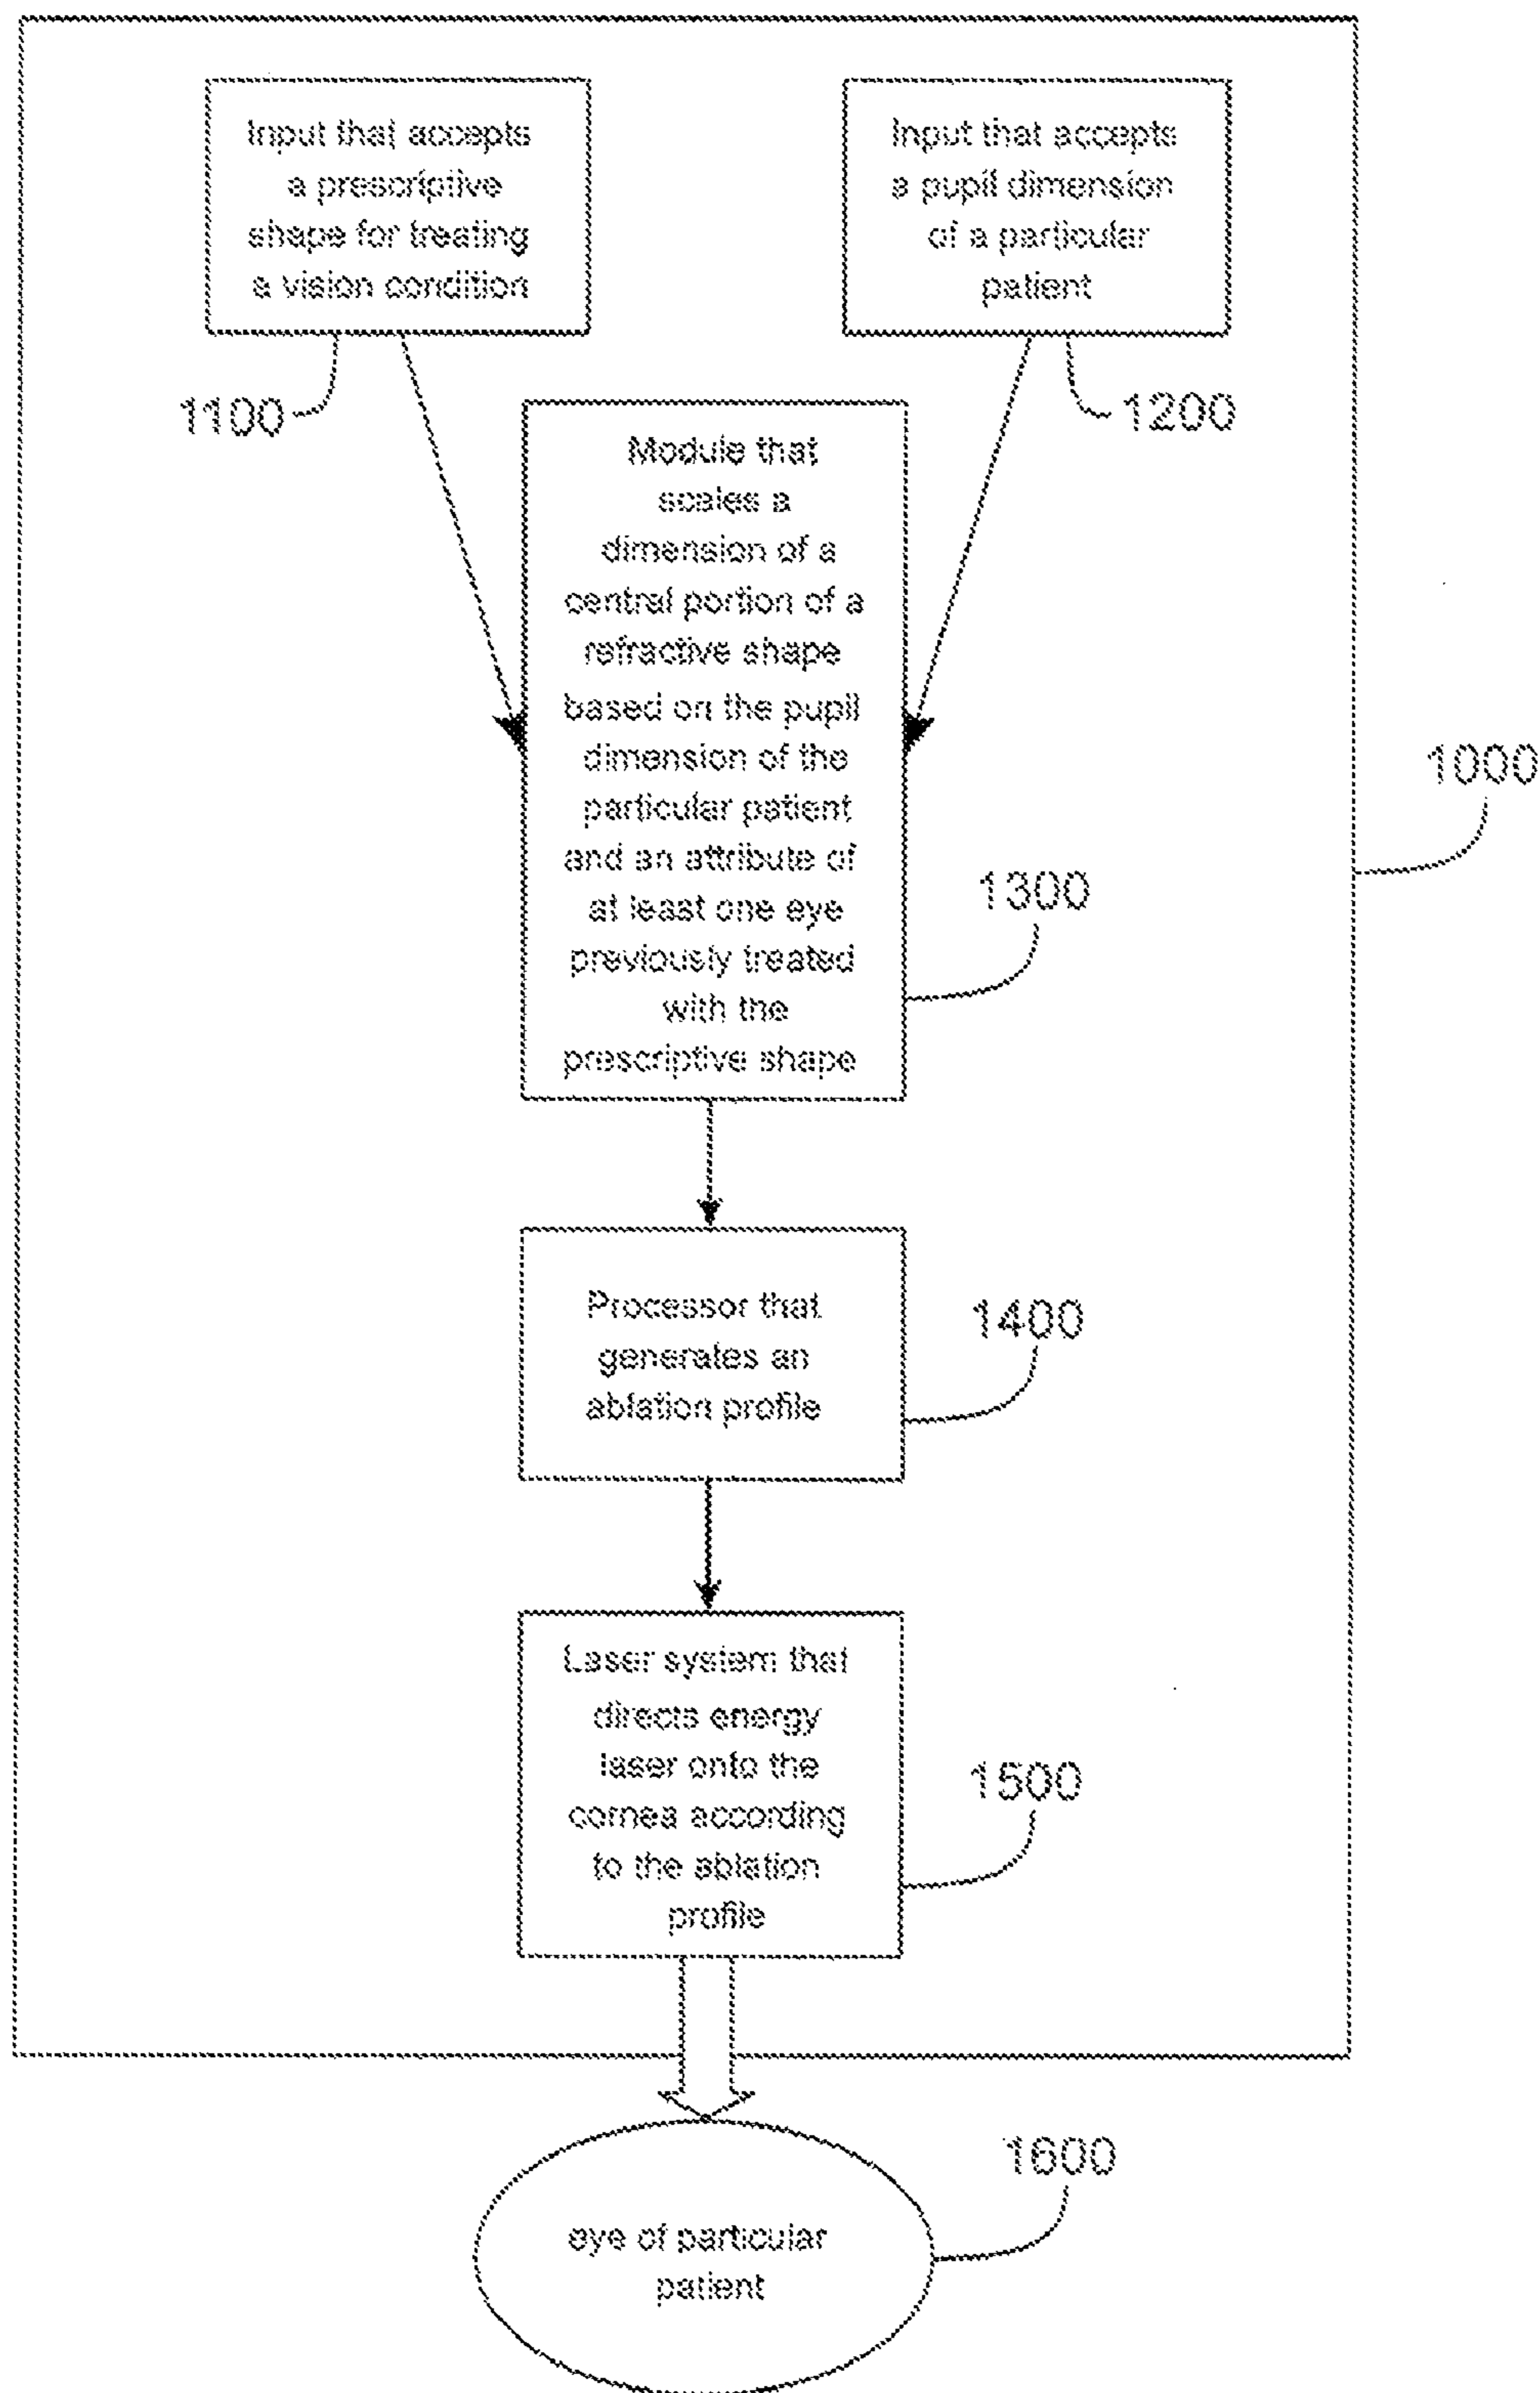 Input that accepts
a prescriptive
shape for treating
a vision condition
Input that accepts
a pupil dimension
of a particular
patient
1100
1200
Module that
scales a
dimension of a
central portion of a
refractive shape
based on the pupil
dimension of the
particular patient
and an attribute of
at least one eye
previously treated
with the
prescriptive shape
1000
1300
Processor that
generates an
ablation profile
1400
Laser system that
directs energy
laser onto the
cornea according
to the ablation
profile
1500
1600
eye of particular
patient